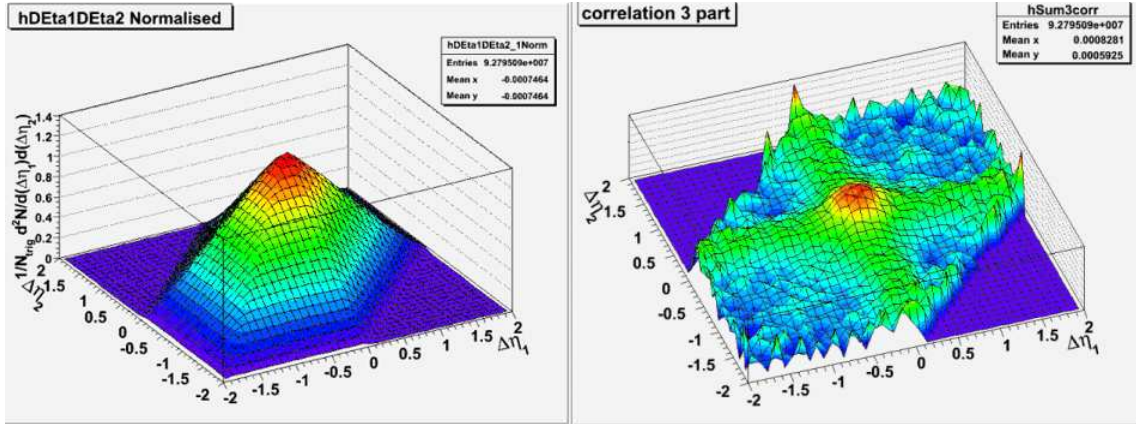 hDEta1DEta2 Normalised
hDEta1DEta2_1Norm
Entries 9.279509e+007
Mean x -0.0007464
Mean y -0.0007464
1/N_trig d²N/d(Δη₁)d(Δη₂)
1.4
1.2
1
0.8
0.6
0.4
0.2
0
2
1.5
1
0.5
0
-0.5
-1
-1.5
-2
Δη₂
-2
-1.5
-1
-0.5
0
0.5
1
1.5
2
Δη₁
correlation 3 part
hSum3corr
Entries 9.279509e+007
Mean x 0.0008281
Mean y 0.0005925
2
1.5
1
0.5
0
-0.5
-1
-1.5
-2
Δη₂
-2
-1.5
-1
-0.5
0
0.5
1
1.5
2
Δη₁